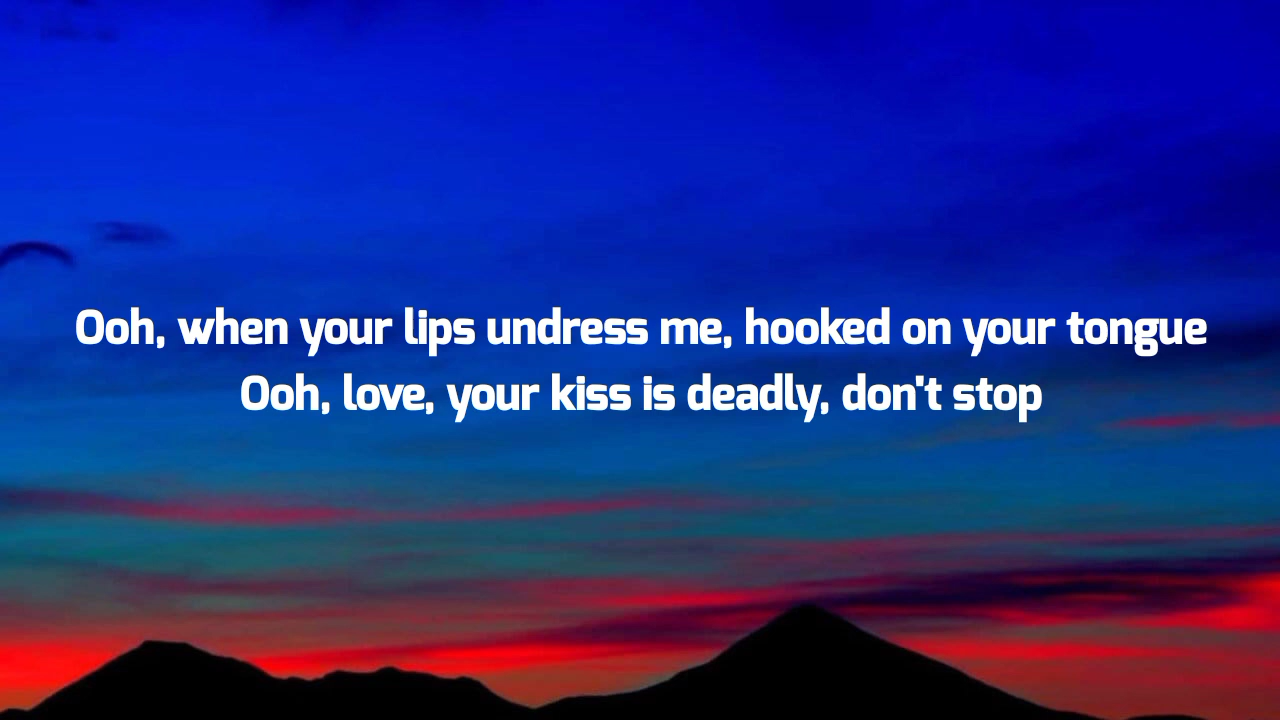 Ooh, when your lips undress me, hooked on your tongue
Ooh, love, your kiss is deadly, don't stop